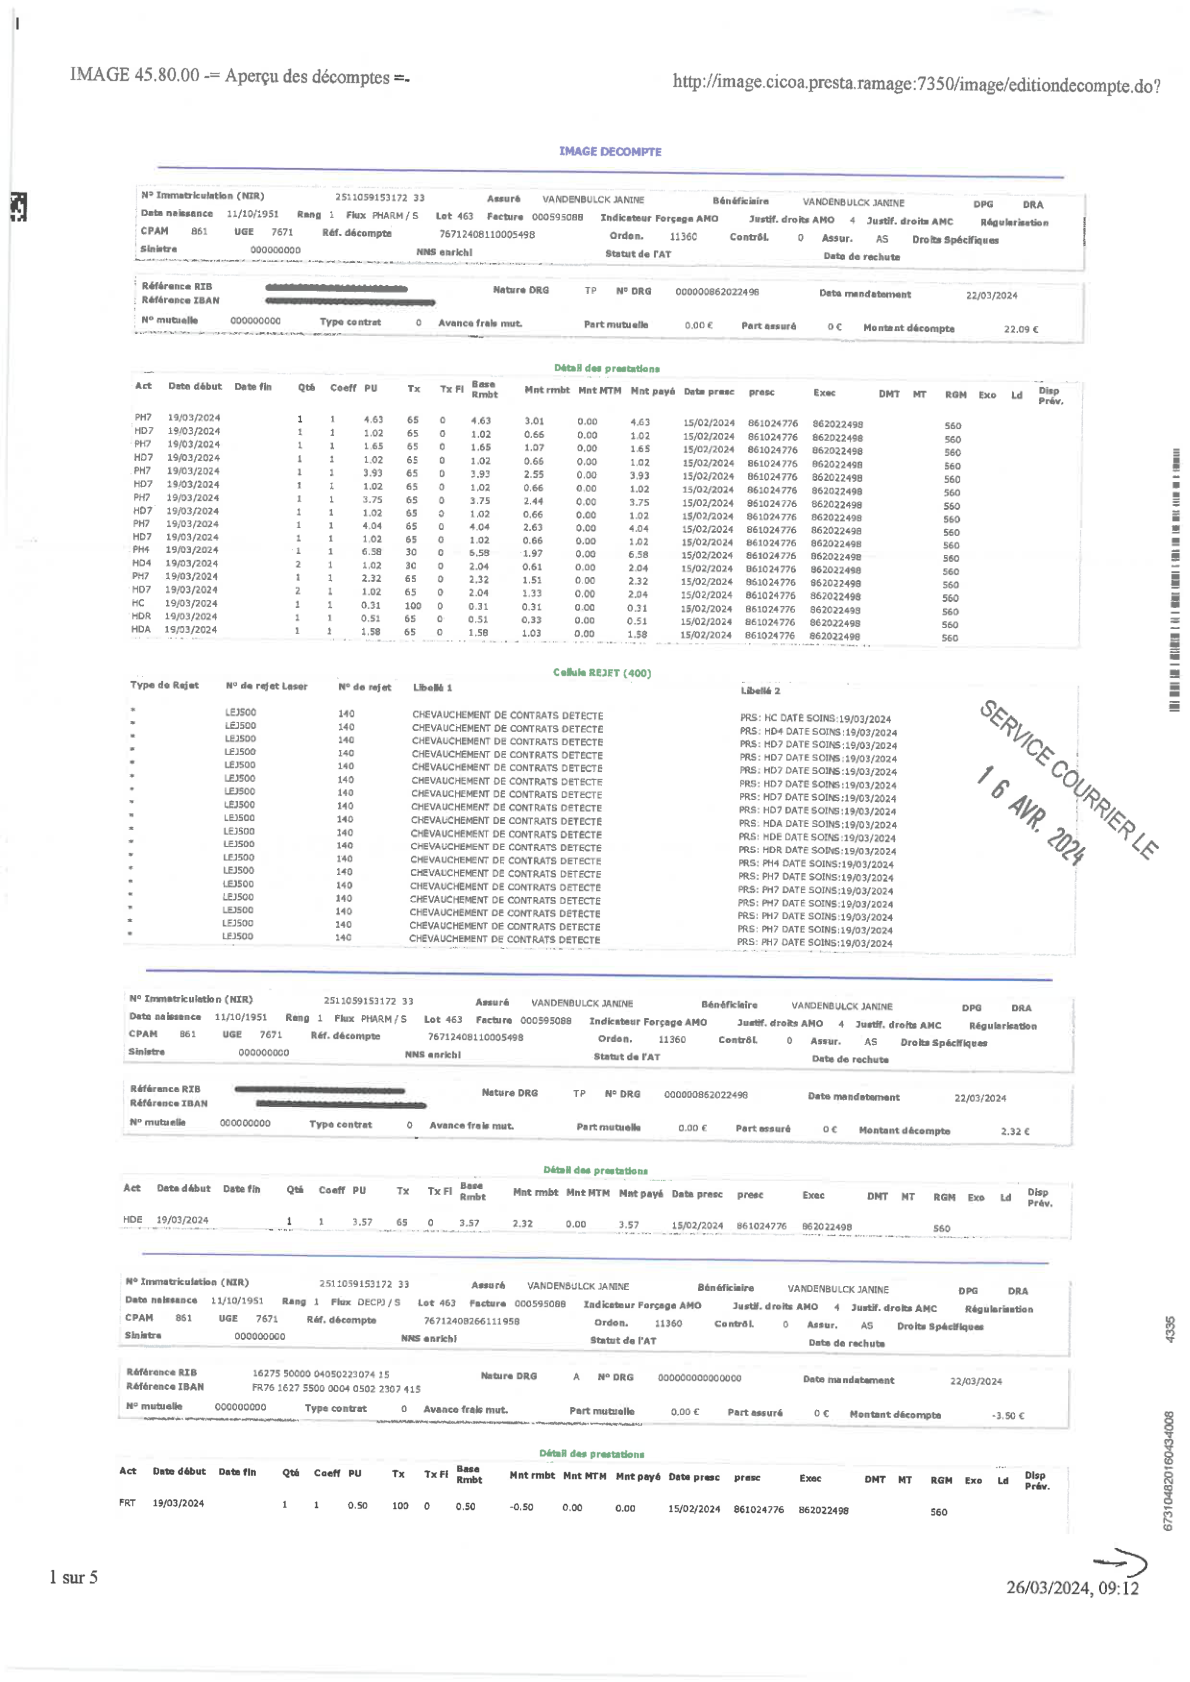 IMAGE 45.80.00 -= Aperçu des décomptes =-
http://image.cicoa.presta.ramage:7350/image/editiondecompte.do?
IMAGE DECOMPTE
N° Immatriculation (NIR) 2511059153172 33 Assuré VANDENBULCK JANINE Bénéficiaire VANDENBULCK JANINE DPG DRA
Date naissance 11/10/1951 Rang 1 Flux PHARM/S Lot 463 Facture 000595088 Indicateur Forçage AMO Justif. droits AMO 4 Justif. droits AMC Régularisation
CPAM 861 UGE 7671 Réf. décompte 76712408110005498 Ordon. 11360 Contrôl. 0 Assur. AS Droits Spécifiques
Sinistre 000000000 NNS enrichi Statut de l'AT Date de rechute
Référence RIB Nature DRG TP N° DRG 000000862022498 Date mandatement 22/03/2024
Référence IBAN
N° mutuelle 000000000 Type contrat 0 Avance frais mut. Part mutuelle 0.00 € Part assuré 0 € Montant décompte 22.09 €
Détail des prestations
Act Date début Date fin Qté Coeff PU Tx Tx Fl Base Rmbt Mnt rmbt Mnt MTM Mnt payé Date presc presc Exec DMT MT RGM Exo Ld Disp Prév.
PH7 19/03/2024 1 1 4.63 65 0 4.63 3.01 0.00 4.63 15/02/2024 861024776 862022498 560
HD7 19/03/2024 1 1 1.02 65 0 1.02 0.66 0.00 1.02 15/02/2024 861024776 862022498 560
PH7 19/03/2024 1 1 1.65 65 0 1.65 1.07 0.00 1.65 15/02/2024 861024776 862022498 560
HD7 19/03/2024 1 1 1.02 65 0 1.02 0.66 0.00 1.02 15/02/2024 861024776 862022498 560
PH7 19/03/2024 1 1 3.93 65 0 3.93 2.55 0.00 3.93 15/02/2024 861024776 862022498 560
HD7 19/03/2024 1 1 1.02 65 0 1.02 0.66 0.00 1.02 15/02/2024 861024776 862022498 560
PH7 19/03/2024 1 1 3.75 65 0 3.75 2.44 0.00 3.75 15/02/2024 861024776 862022498 560
HD7 19/03/2024 1 1 1.02 65 0 1.02 0.66 0.00 1.02 15/02/2024 861024776 862022498 560
PH7 19/03/2024 1 1 4.04 65 0 4.04 2.63 0.00 4.04 15/02/2024 861024776 862022498 560
HD7 19/03/2024 1 1 1.02 65 0 1.02 0.66 0.00 1.02 15/02/2024 861024776 862022498 560
PH4 19/03/2024 1 1 6.58 30 0 6.58 1.97 0.00 6.58 15/02/2024 861024776 862022498 560
HD4 19/03/2024 2 1 1.02 30 0 2.04 0.61 0.00 2.04 15/02/2024 861024776 862022498 560
PH7 19/03/2024 1 1 2.32 65 0 2.32 1.51 0.00 2.32 15/02/2024 861024776 862022498 560
HD7 19/03/2024 2 1 1.02 65 0 2.04 1.33 0.00 2.04 15/02/2024 861024776 862022498 560
HC 19/03/2024 1 1 0.31 100 0 0.31 0.31 0.00 0.31 15/02/2024 861024776 862022498 560
HDR 19/03/2024 1 1 0.51 65 0 0.51 0.33 0.00 0.51 15/02/2024 861024776 862022498 560
HDA 19/03/2024 1 1 1.58 65 0 1.58 1.03 0.00 1.58 15/02/2024 861024776 862022498 560
Cellule REJET (400)
Type de Rejet N° de rejet Laser N° de rejet Libellé 1 Libellé 2
* LEJ500 140 CHEVAUCHEMENT DE CONTRATS DETECTE PRS: HC DATE SOINS:19/03/2024
* LEJ500 140 CHEVAUCHEMENT DE CONTRATS DETECTE PRS: HD4 DATE SOINS:19/03/2024
* LEJ500 140 CHEVAUCHEMENT DE CONTRATS DETECTE PRS: HD7 DATE SOINS:19/03/2024
* LEJ500 140 CHEVAUCHEMENT DE CONTRATS DETECTE PRS: HD7 DATE SOINS:19/03/2024
* LEJ500 140 CHEVAUCHEMENT DE CONTRATS DETECTE PRS: HD7 DATE SOINS:19/03/2024
* LEJ500 140 CHEVAUCHEMENT DE CONTRATS DETECTE PRS: HD7 DATE SOINS:19/03/2024
* LEJ500 140 CHEVAUCHEMENT DE CONTRATS DETECTE PRS: HD7 DATE SOINS:19/03/2024
* LEJ500 140 CHEVAUCHEMENT DE CONTRATS DETECTE PRS: HD7 DATE SOINS:19/03/2024
* LEJ500 140 CHEVAUCHEMENT DE CONTRATS DETECTE PRS: HDA DATE SOINS:19/03/2024
* LEJ500 140 CHEVAUCHEMENT DE CONTRATS DETECTE PRS: HDE DATE SOINS:19/03/2024
* LEJ500 140 CHEVAUCHEMENT DE CONTRATS DETECTE PRS: HDR DATE SOINS:19/03/2024
* LEJ500 140 CHEVAUCHEMENT DE CONTRATS DETECTE PRS: PH4 DATE SOINS:19/03/2024
* LEJ500 140 CHEVAUCHEMENT DE CONTRATS DETECTE PRS: PH7 DATE SOINS:19/03/2024
* LEJ500 140 CHEVAUCHEMENT DE CONTRATS DETECTE PRS: PH7 DATE SOINS:19/03/2024
* LEJ500 140 CHEVAUCHEMENT DE CONTRATS DETECTE PRS: PH7 DATE SOINS:19/03/2024
* LEJ500 140 CHEVAUCHEMENT DE CONTRATS DETECTE PRS: PH7 DATE SOINS:19/03/2024
* LEJ500 140 CHEVAUCHEMENT DE CONTRATS DETECTE PRS: PH7 DATE SOINS:19/03/2024
* LEJ500 140 CHEVAUCHEMENT DE CONTRATS DETECTE PRS: PH7 DATE SOINS:19/03/2024
SERVICE COURRIER LE
16 AVR. 2024
N° Immatriculation (NIR) 2511059153172 33 Assuré VANDENBULCK JANINE Bénéficiaire VANDENBULCK JANINE DPG DRA
Date naissance 11/10/1951 Rang 1 Flux PHARM/S Lot 463 Facture 000595088 Indicateur Forçage AMO Justif. droits AMO 4 Justif. droits AMC Régularisation
CPAM 861 UGE 7671 Réf. décompte 76712408110005498 Ordon. 11360 Contrôl. 0 Assur. AS Droits Spécifiques
Sinistre 000000000 NNS enrichi Statut de l'AT Date de rechute
Référence RIB Nature DRG TP N° DRG 000000862022498 Date mandatement 22/03/2024
Référence IBAN
N° mutuelle 000000000 Type contrat 0 Avance frais mut. Part mutuelle 0.00 € Part assuré 0 € Montant décompte 2.32 €
Détail des prestations
Act Date début Date fin Qté Coeff PU Tx Tx Fl Base Rmbt Mnt rmbt Mnt MTM Mnt payé Date presc presc Exec DMT MT RGM Exo Ld Disp Prév.
HDE 19/03/2024 1 1 3.57 65 0 3.57 2.32 0.00 3.57 15/02/2024 861024776 862022498 560
N° Immatriculation (NIR) 2511059153172 33 Assuré VANDENBULCK JANINE Bénéficiaire VANDENBULCK JANINE DPG DRA
Date naissance 11/10/1951 Rang 1 Flux DECPJ/S Lot 463 Facture 000595088 Indicateur Forçage AMO Justif. droits AMO 4 Justif. droits AMC Régularisation
CPAM 861 UGE 7671 Réf. décompte 76712408266111958 Ordon. 11360 Contrôl. 0 Assur. AS Droits Spécifiques
Sinistre 000000000 NNS enrichi Statut de l'AT Date de rechute
Référence RIB 16275 50000 04050223074 15 Nature DRG A N° DRG 000000000000000 Date mandatement 22/03/2024
Référence IBAN FR76 1627 5500 0004 0502 2307 415
N° mutuelle 000000000 Type contrat 0 Avance frais mut. Part mutuelle 0.00 € Part assuré 0 € Montant décompte -3.50 €
Détail des prestations
Act Date début Date fin Qté Coeff PU Tx Tx Fl Base Rmbt Mnt rmbt Mnt MTM Mnt payé Date presc presc Exec DMT MT RGM Exo Ld Disp Prév.
FRT 19/03/2024 1 1 0.50 100 0 0.50 -0.50 0.00 0.00 15/02/2024 861024776 862022498 560
1 sur 5
26/03/2024, 09:12
673104820160434008 4335